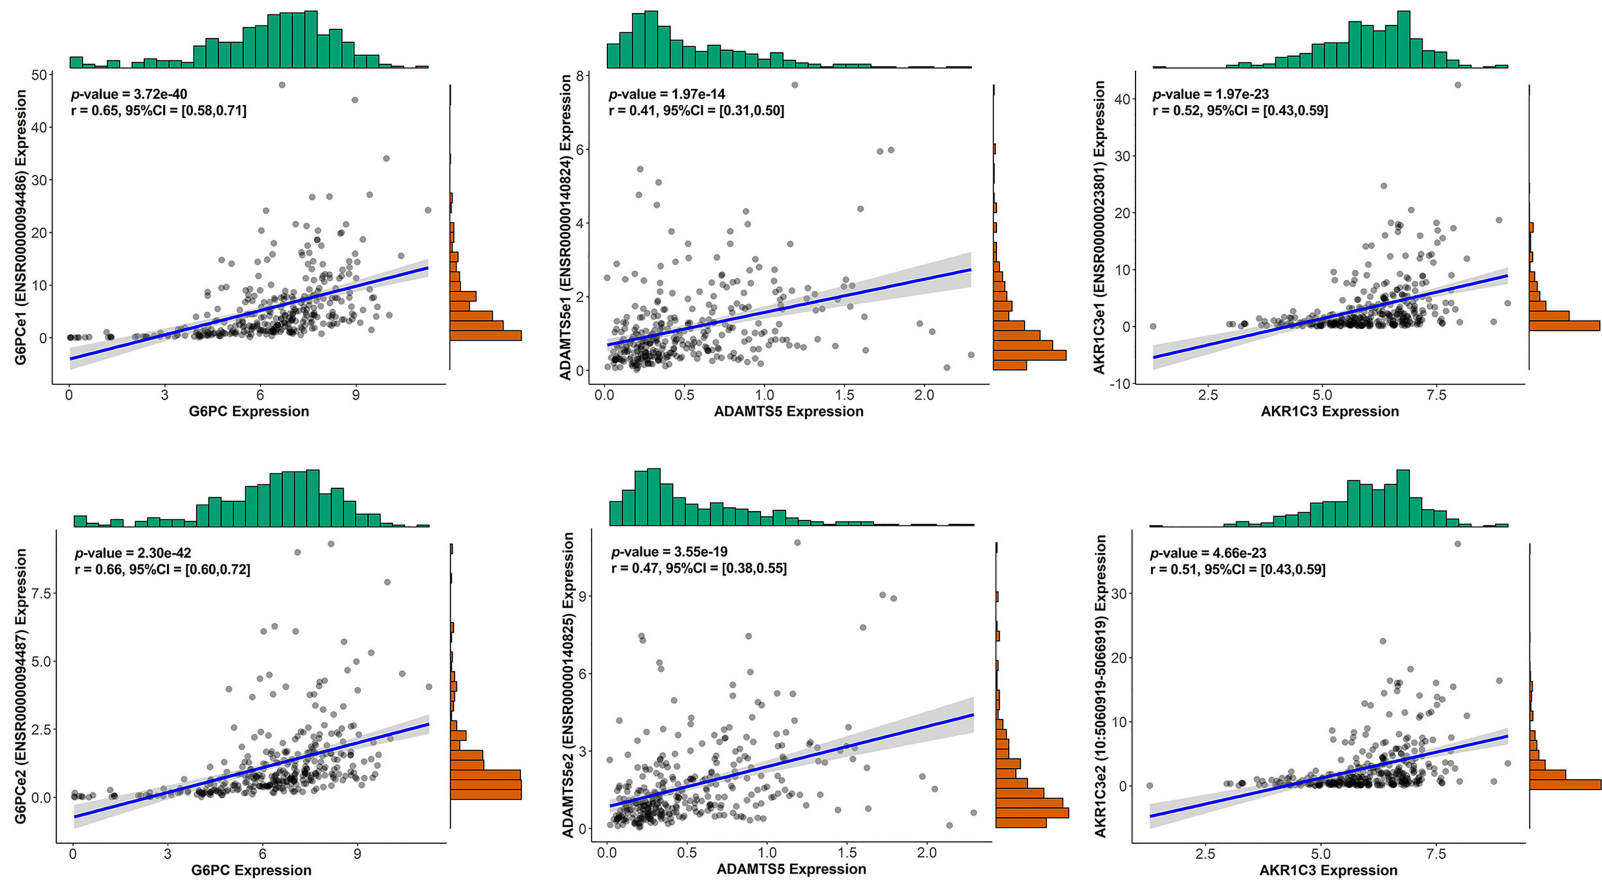 p-value = 3.72e-40
r = 0.65, 95%CI = [0.58,0.71]
G6PCe1 (ENSR00000094486) Expression
50
40
30
20
10
0
0 3 6 9
G6PC Expression
p-value = 1.97e-14
r = 0.41, 95%CI = [0.31,0.50]
ADAMTS5e1 (ENSR00000140824) Expression
8
6
4
2
0
0.0 0.5 1.0 1.5 2.0
ADAMTS5 Expression
p-value = 1.97e-23
r = 0.52, 95%CI = [0.43,0.59]
AKR1C3e1 (ENSR00000023801) Expression
40
30
20
10
0
-10
2.5 5.0 7.5
AKR1C3 Expression
p-value = 2.30e-42
r = 0.66, 95%CI = [0.60,0.72]
G6PCe2 (ENSR00000094487) Expression
7.5
5.0
2.5
0.0
0 3 6 9
G6PC Expression
p-value = 3.55e-19
r = 0.47, 95%CI = [0.38,0.55]
ADAMTS5e2 (ENSR00000140825) Expression
9
6
3
0
0.0 0.5 1.0 1.5 2.0
ADAMTS5 Expression
p-value = 4.66e-23
r = 0.51, 95%CI = [0.43,0.59]
AKR1C3e2 (10:5060919-5066919) Expression
30
20
10
0
2.5 5.0 7.5
AKR1C3 Expression